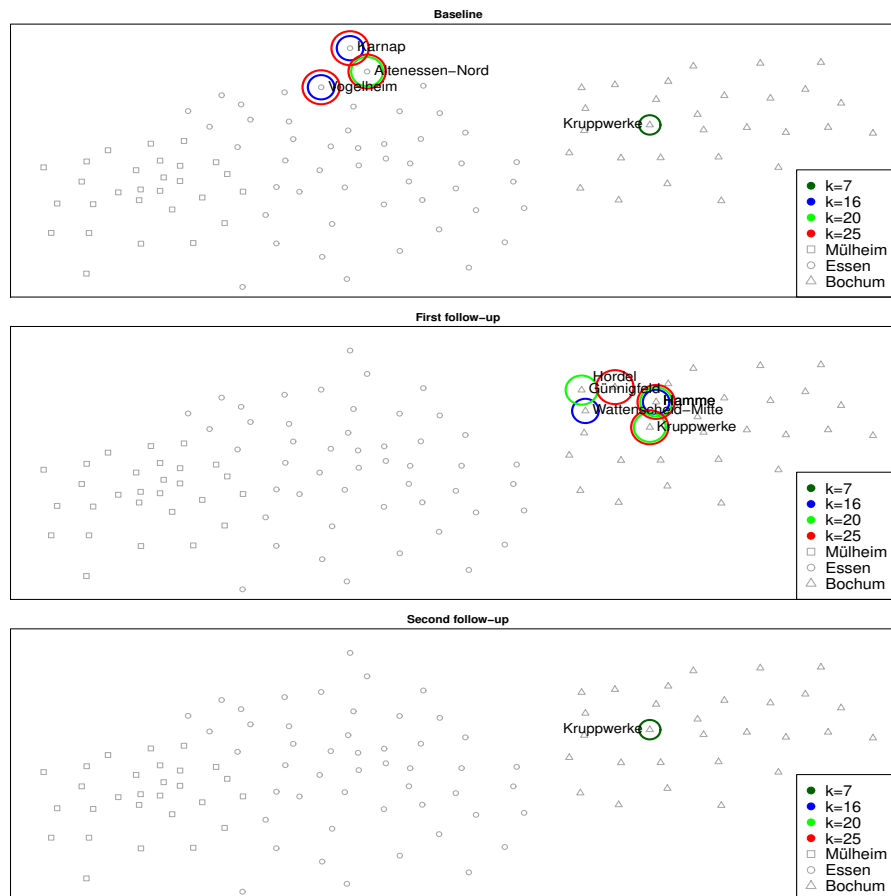 Baseline
Karnap
Altenessen−Nord
Vogelheim
Kruppwerke
k=7
k=16
k=20
k=25
Mülheim
Essen
Bochum
First follow−up
Hordel
Günnigfeld
Hamme
Wattenscheid−Mitte
Kruppwerke
k=7
k=16
k=20
k=25
Mülheim
Essen
Bochum
Second follow−up
Kruppwerke
k=7
k=16
k=20
k=25
Mülheim
Essen
Bochum